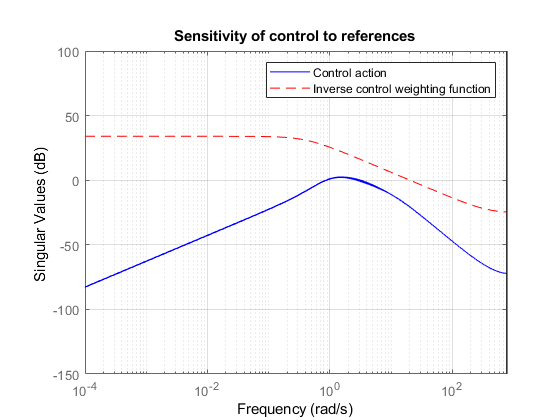 Sensitivity of control to references
Control action
Inverse control weighting function
Singular Values (dB)
100
50
0
-50
-100
-150
10^-4
10^-2
10^0
10^2
Frequency (rad/s)